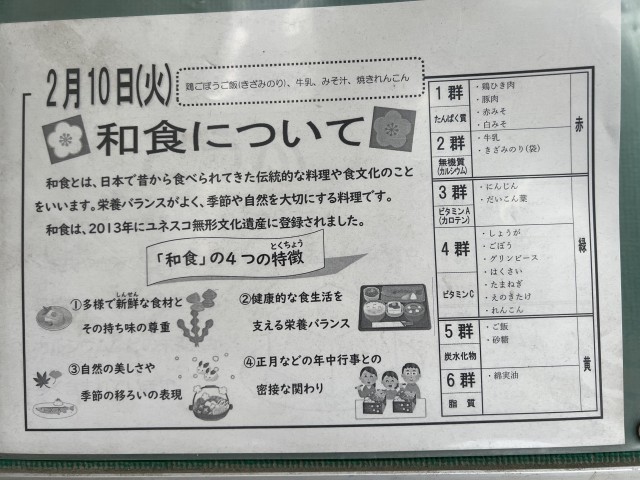 2月10日(火)
鶏ごぼうご飯(きざみのり)、牛乳、みそ汁、焼きれんこん
和食について
和食とは、日本で昔から食べられてきた伝統的な料理や食文化のこと
をいいます。栄養バランスがよく、季節や自然を大切にする料理です。
和食は、2013年にユネスコ無形文化遺産に登録されました。
とくちょう
「和食」の4つの特徴
しんせん
①多様で新鮮な食材と
その持ち味の尊重
②健康的な食生活を
支える栄養バランス
③自然の美しさや
季節の移ろいの表現
④正月などの年中行事との
密接な関わり
1群
たんぱく質
・鶏ひき肉
・豚肉
・赤みそ
・白みそ
2群
無機質
(カルシウム)
・牛乳
・きざみのり(袋)
赤
3群
ビタミンA
(カロテン)
・にんじん
・だいこん葉
4群
ビタミンC
・しょうが
・ごぼう
・グリンピース
・はくさい
・たまねぎ
・えのきたけ
・れんこん
緑
5群
炭水化物
・ご飯
・砂糖
6群
脂質
・綿実油
黄